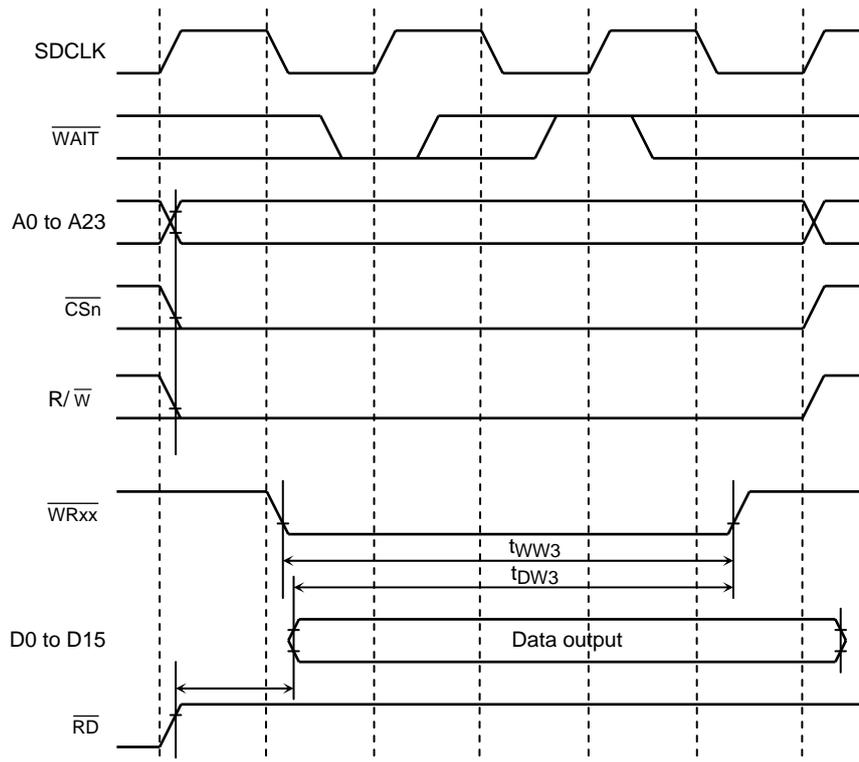 SDCLK
WAIT
A0 to A23
CSn
R/ W
WRxx
tWW3
tDW3
D0 to D15
Data output
RD